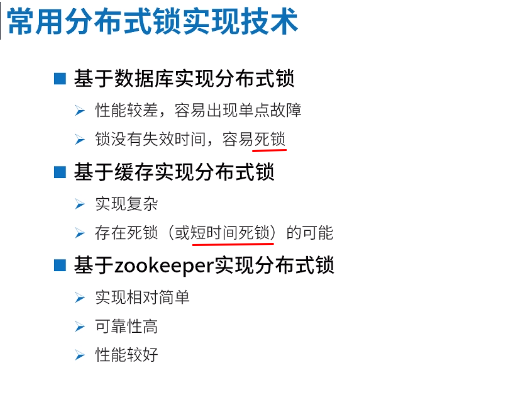 常用分布式锁实现技术
基于数据库实现分布式锁
性能较差，容易出现单点故障
锁没有失效时间，容易死锁
基于缓存实现分布式锁
实现复杂
存在死锁（或短时间死锁）的可能
基于zookeeper实现分布式锁
实现相对简单
可靠性高
性能较好